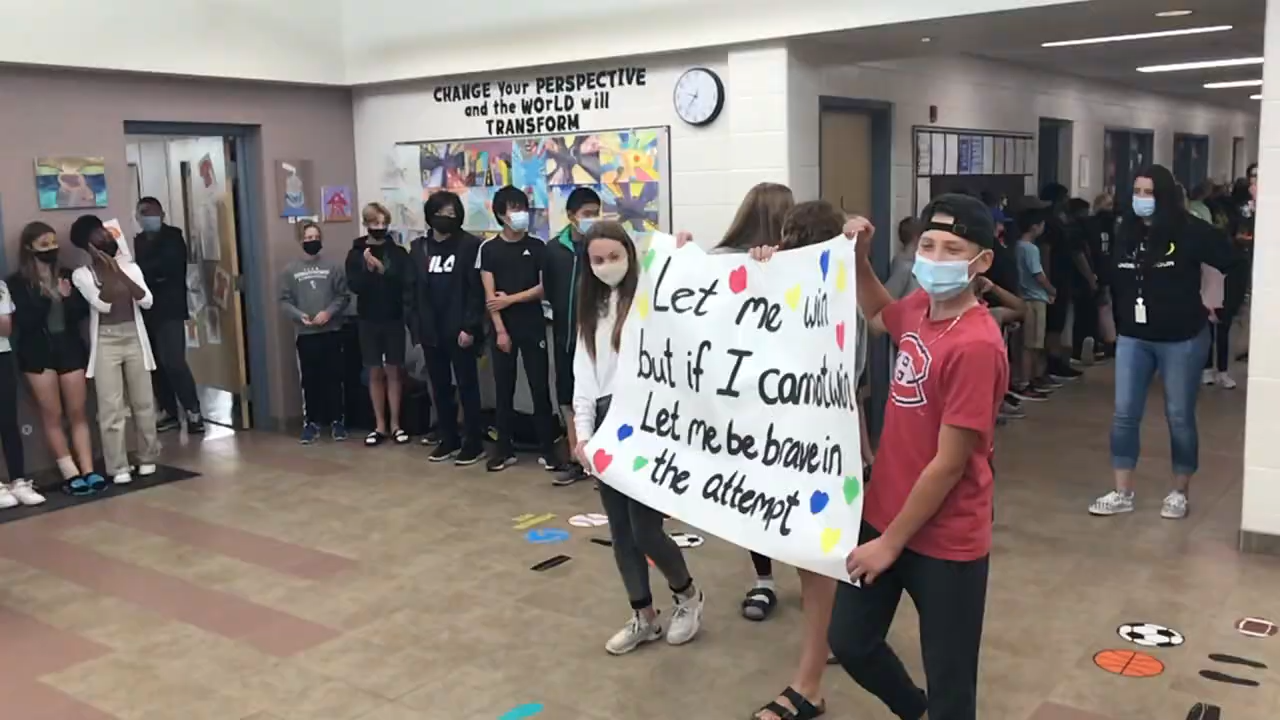 CHANGE Your PERSPECTIVE
and the WORLD will
TRANSFORM
Let me win
but if I cannot win
Let me be brave in
the attempt